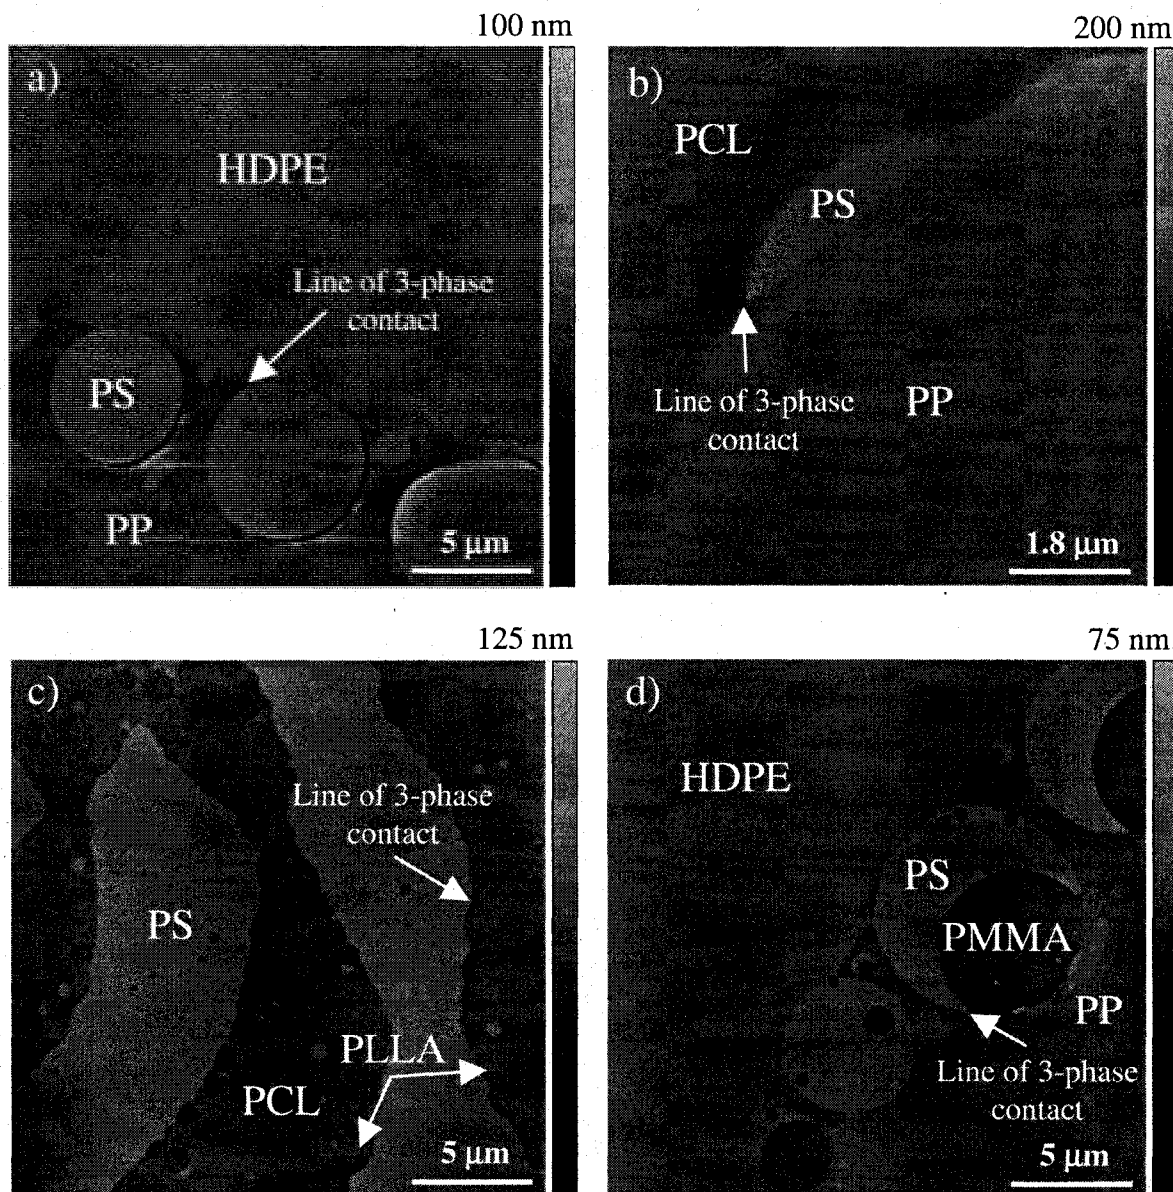 100 nm
a)
HDPE
Line of 3-phase
contact
PS
PP
5 μm
200 nm
b)
PCL
PS
Line of 3-phase
contact
PP
1.8 μm
125 nm
c)
Line of 3-phase
contact
PS
PLLA
PCL
5 μm
75 nm
d)
HDPE
PS
PMMA
PP
Line of 3-phase
contact
5 μm